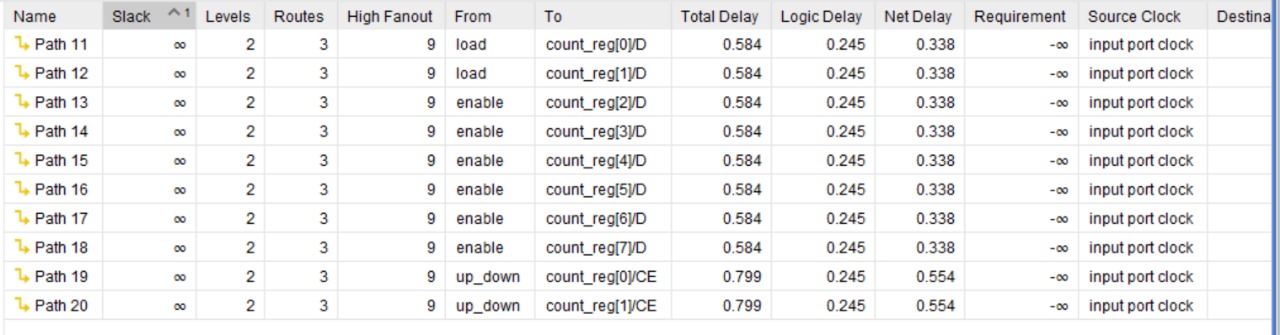 Name Slack ^1 Levels Routes High Fanout From To Total Delay Logic Delay Net Delay Requirement Source Clock Destina
Path 11 ∞ 2 3 9 load count_reg[0]/D 0.584 0.245 0.338 -∞ input port clock
Path 12 ∞ 2 3 9 load count_reg[1]/D 0.584 0.245 0.338 -∞ input port clock
Path 13 ∞ 2 3 9 enable count_reg[2]/D 0.584 0.245 0.338 -∞ input port clock
Path 14 ∞ 2 3 9 enable count_reg[3]/D 0.584 0.245 0.338 -∞ input port clock
Path 15 ∞ 2 3 9 enable count_reg[4]/D 0.584 0.245 0.338 -∞ input port clock
Path 16 ∞ 2 3 9 enable count_reg[5]/D 0.584 0.245 0.338 -∞ input port clock
Path 17 ∞ 2 3 9 enable count_reg[6]/D 0.584 0.245 0.338 -∞ input port clock
Path 18 ∞ 2 3 9 enable count_reg[7]/D 0.584 0.245 0.338 -∞ input port clock
Path 19 ∞ 2 3 9 up_down count_reg[0]/CE 0.799 0.245 0.554 -∞ input port clock
Path 20 ∞ 2 3 9 up_down count_reg[1]/CE 0.799 0.245 0.554 -∞ input port clock